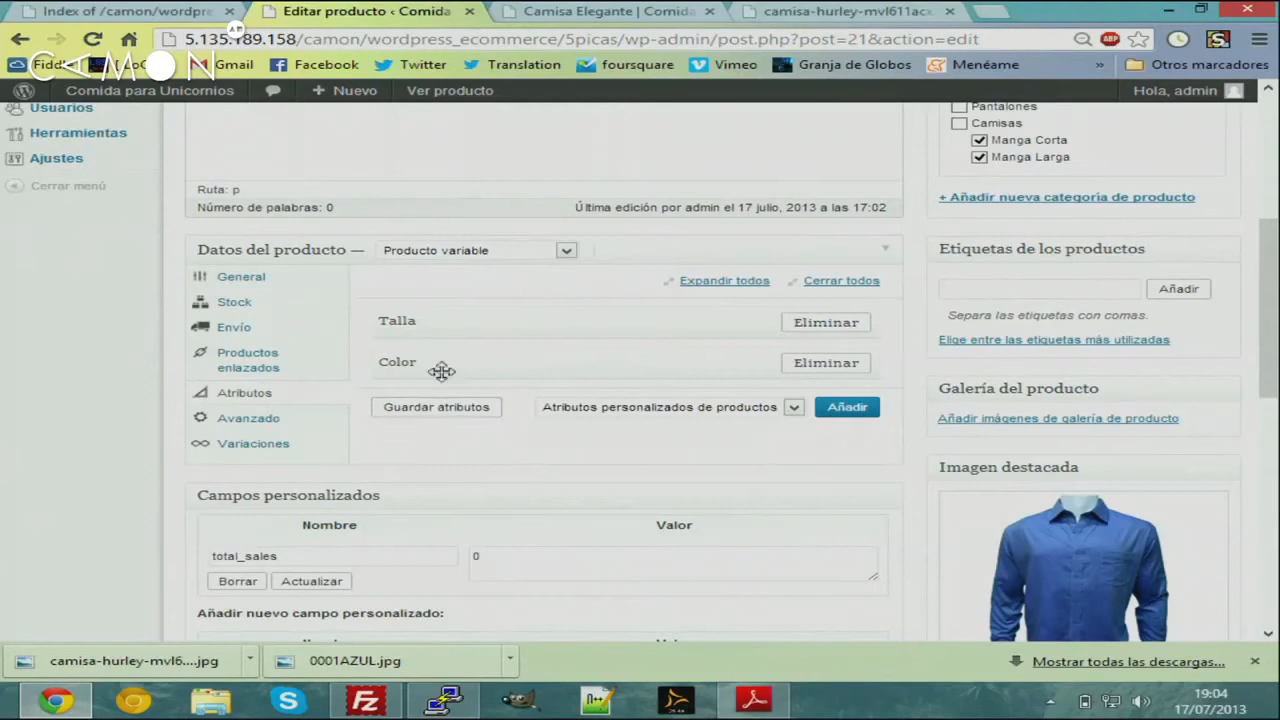 Index of /camon/wordpre
Editar producto ‹ Comida
Camisa Elegante | Comida
camisa-hurley-mvl611acx
5.135.189.158/camon/wordpress_ecommerce/5picas/wp-admin/post.php?post=21&action=edit
CAMON
Gmail
Facebook
Twitter
Translation
foursquare
Vimeo
Granja de Globos
Menéame
»
Otros marcadores
Comida para Unicornios
+ Nuevo
Ver producto
Hola, admin
Usuarios
Herramientas
Ajustes
Cerrar menú
Ruta: p
Número de palabras: 0
Última edición por admin el 17 julio, 2013 a las 17:02
Datos del producto —
Producto variable
General
Stock
Envío
Productos
enlazados
Atributos
Avanzado
Variaciones
Expandir todos
Cerrar todos
Talla
Eliminar
Color
Eliminar
Guardar atributos
Atributos personalizados de productos
Añadir
Campos personalizados
Nombre
Valor
total_sales
0
Borrar
Actualizar
Añadir nuevo campo personalizado:
Pantalones
Camisas
Manga Corta
Manga Larga
+ Añadir nueva categoría de producto
Etiquetas de los productos
Añadir
Separa las etiquetas con comas.
Elige entre las etiquetas más utilizadas
Galería del producto
Añadir imágenes de galería de producto
Imagen destacada
camisa-hurley-mvl6....jpg
0001AZUL.jpg
Mostrar todas las descargas...
19:04
17/07/2013